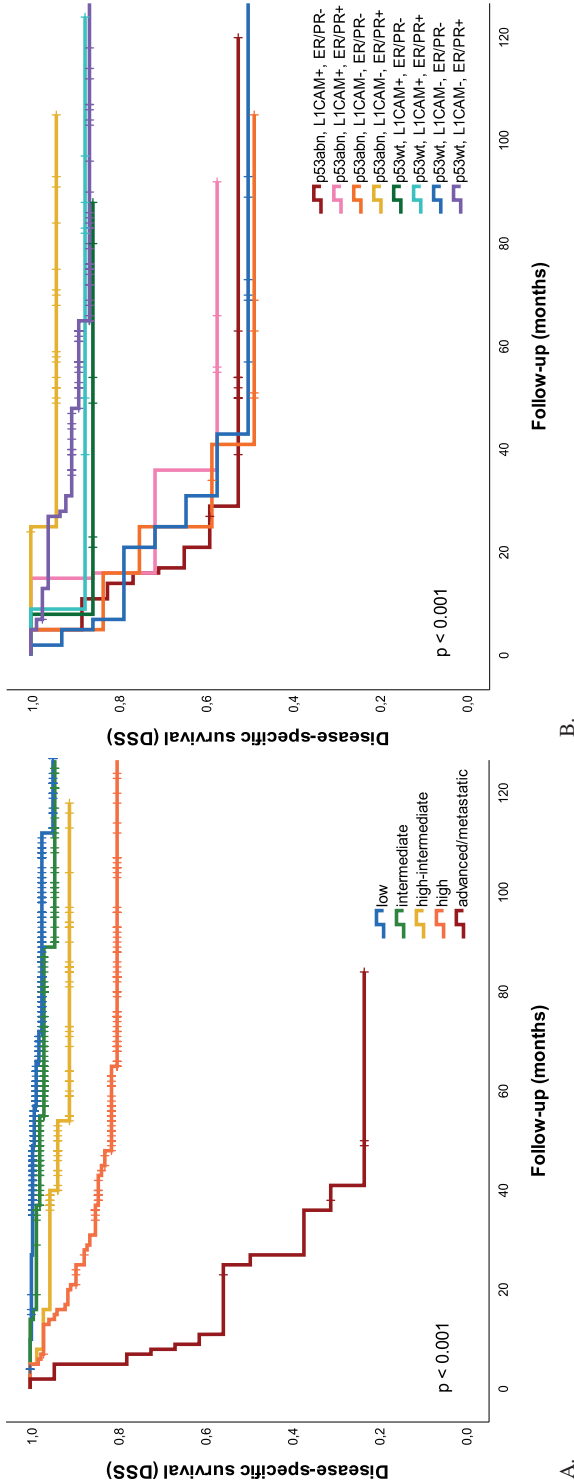 Disease-specific survival (DSS)
1,0
0,8
0,6
0,4
0,2
0,0
p < 0.001
low
intermediate
high-intermediate
high
advanced/metastatic
0
20
40
60
80
100
120
Follow-up (months)
A.
Disease-specific survival (DSS)
1,0
0,8
0,6
0,4
0,2
0,0
p < 0.001
p53abn, L1CAM+, ER/PR-
p53abn, L1CAM+, ER/PR+
p53abn, L1CAM-, ER/PR-
p53abn, L1CAM-, ER/PR+
p53wt, L1CAM+, ER/PR-
p53wt, L1CAM+, ER/PR+
p53wt, L1CAM-, ER/PR-
p53wt, L1CAM-, ER/PR+
0
20
40
60
80
100
120
Follow-up (months)
B.